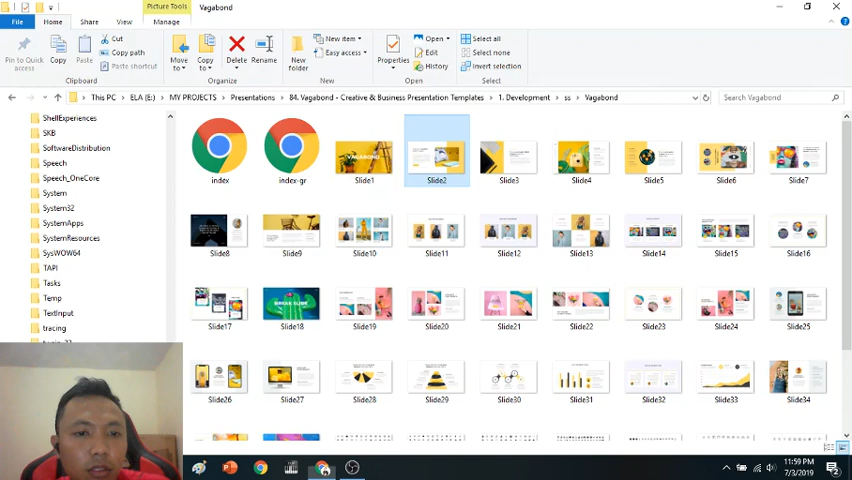 Picture Tools
Vagabond
File
Home
Share
View
Manage
Pin to Quick access
Copy
Paste
Cut
Copy path
Paste shortcut
Clipboard
Move to
Copy to
Delete
Rename
Organize
New folder
New item
Easy access
New
Properties
Open
Edit
History
Open
Select all
Select none
Invert selection
Select
This PC
ELA (E:)
MY PROJECTS
Presentations
84. Vagabond - Creative & Business Presentation Templates
1. Development
ss
Vagabond
Search Vagabond
ShellExperiences
SKB
SoftwareDistribution
Speech
Speech_OneCore
System
System32
SystemApps
SystemResources
SysWOW64
TAPI
Tasks
Temp
TextInput
tracing
VAGABOND
index
index-gr
Slide1
Slide2
Slide3
Slide4
Slide5
Slide6
Slide7
Slide8
Slide9
Slide10
Slide11
Slide12
Slide13
Slide14
Slide15
Slide16
BREAK SLIDE
Slide17
Slide18
Slide19
Slide20
Slide21
Slide22
Slide23
Slide24
Slide25
Slide26
Slide27
Slide28
Slide29
Slide30
Slide31
Slide32
Slide33
Slide34
11:59 PM
7/3/2019